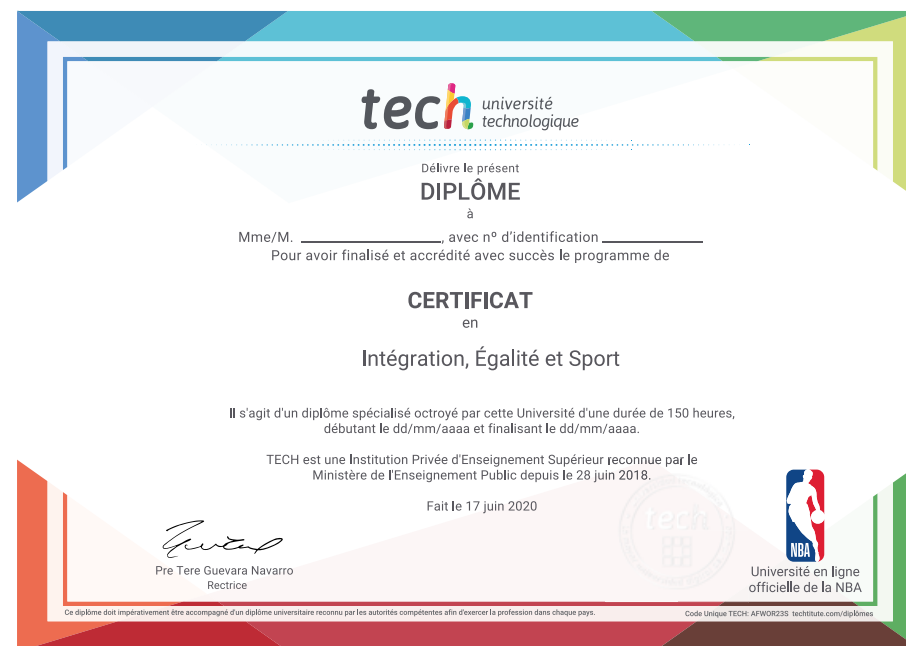 tech université
technologique
Délivre le présent
DIPLÔME
à
Mme/M. ____________________, avec nº d'identification ______________
Pour avoir finalisé et accrédité avec succès le programme de
CERTIFICAT
en
Intégration, Égalité et Sport
Il s'agit d'un diplôme spécialisé octroyé par cette Université d'une durée de 150 heures,
débutant le dd/mm/aaaa et finalisant le dd/mm/aaaa.
TECH est une Institution Privée d'Enseignement Supérieur reconnue par le
Ministère de l'Enseignement Public depuis le 28 juin 2018.
Fait le 17 juin 2020
tech
NBA
Pre Tere Guevara Navarro
Rectrice
Université en ligne
officielle de la NBA
Ce diplôme doit impérativement être accompagné d'un diplôme universitaire reconnu par les autorités compétentes afin d'exercer la profession dans chaque pays.
Code Unique TECH: AFWOR23S techtitute.com/diplômes